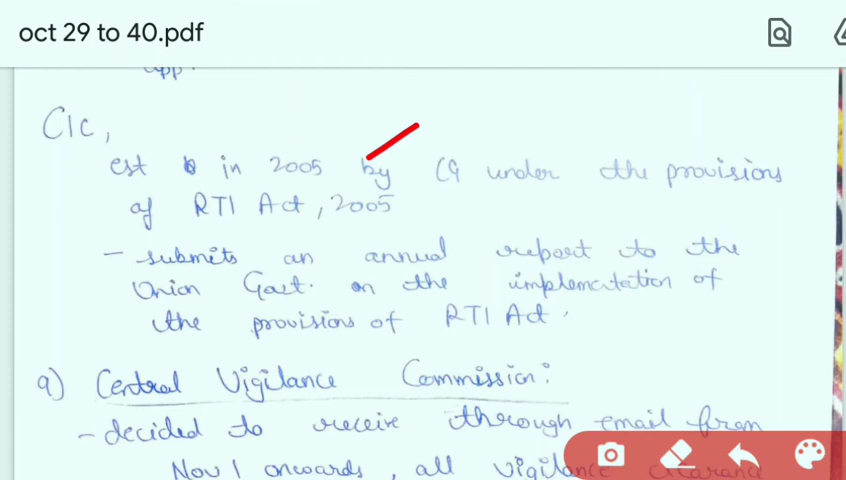 oct 29 to 40.pdf
app.
CIC,
est in 2005 by CG under the provisions
of RTI Act, 2005
- submits an annual report to the
Union Govt. on the implementation of
the provisions of RTI Act.
9) Central Vigilance Commission:
- decided to receive through email from
Nov 1 onwards, all vigilance clearance